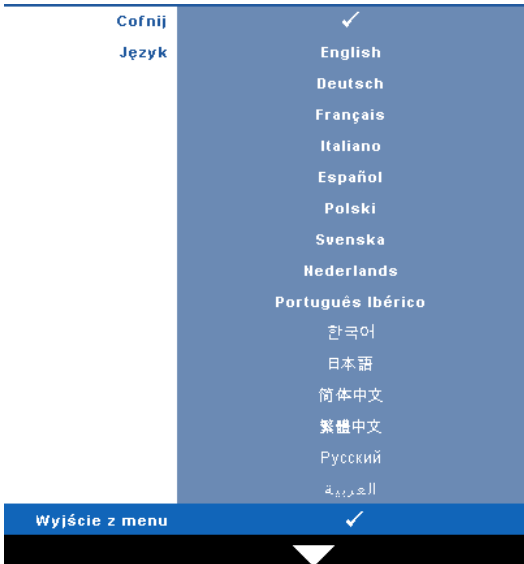 Cofnij ✓
Język English
Deutsch
Français
Italiano
Español
Polski
Svenska
Nederlands
Português Ibérico
한국어
日本語
简体中文
繁體中文
Русский
العربية
Wyjście z menu ✓